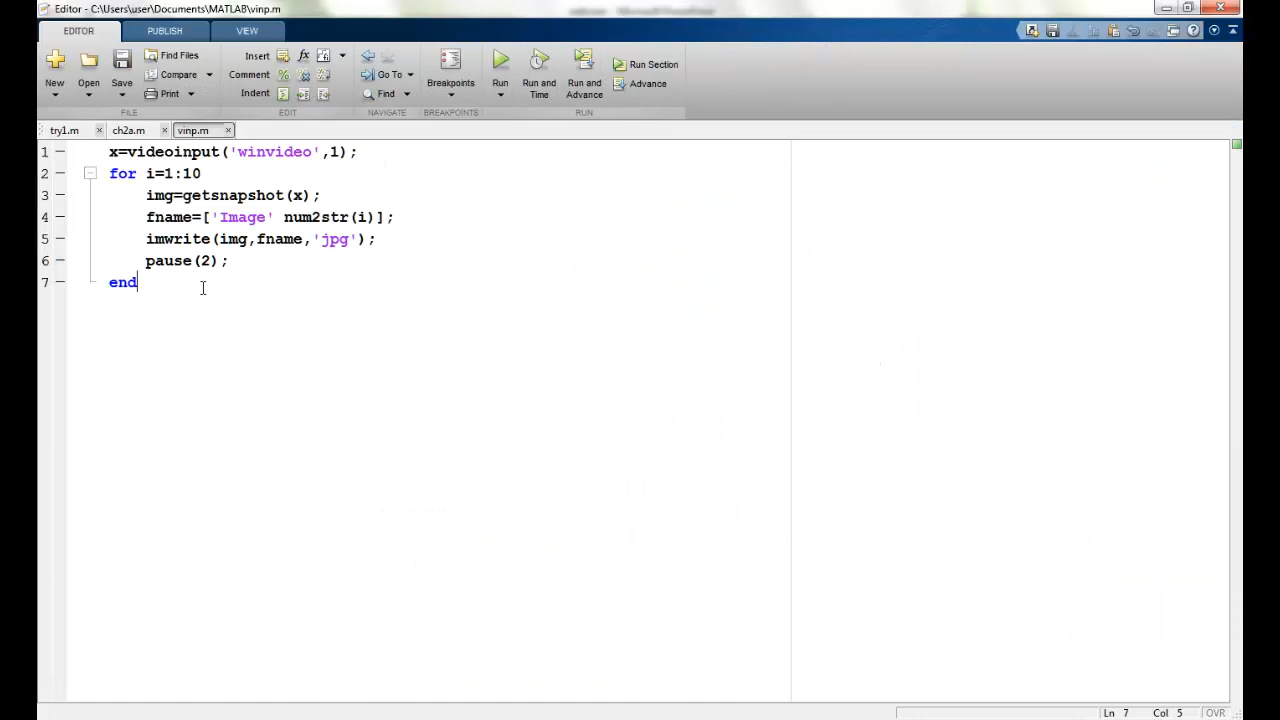 Editor - C:\Users\user\Documents\MATLAB\vinp.m
EDITOR PUBLISH VIEW
New Open Save
Find Files
Compare
Print
FILE
Insert fx
Comment
Indent
EDIT
Go To
Find
NAVIGATE
Breakpoints
BREAKPOINTS
Run
Run and
Time
Run and
Advance
Run Section
Advance
RUN
try1.m × ch2a.m × vinp.m ×
1 x=videoinput('winvideo',1);
2 for i=1:10
3 img=getsnapshot(x);
4 fname=['Image' num2str(i)];
5 imwrite(img,fname,'jpg');
6 pause(2);
7 end
Ln 7 Col 5 OVR